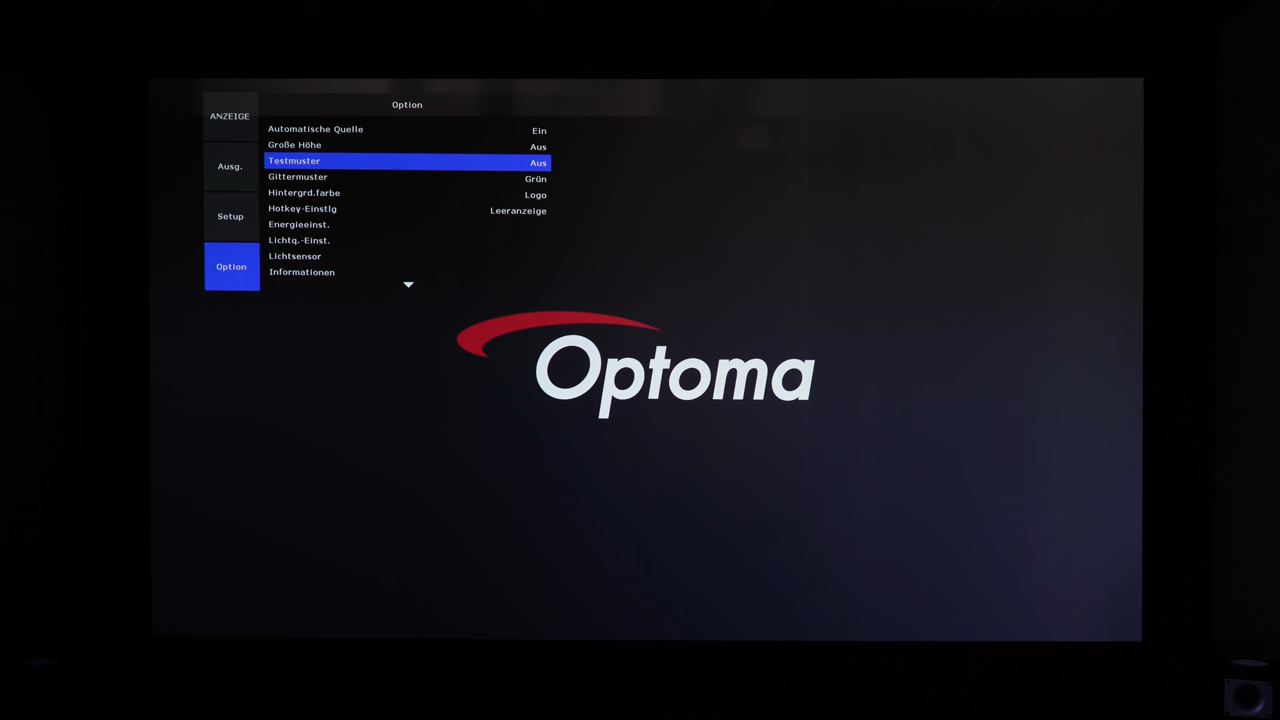 ANZEIGE
Ausg.
Setup
Option
Option
Automatische Quelle Ein
Große Höhe Aus
Testmuster Aus
Gittermuster Grün
Hintergrd.farbe Logo
Hotkey-Einstlg Leeranzeige
Energieeinst.
Lichtq.-Einst.
Lichtsensor
Informationen
Optoma